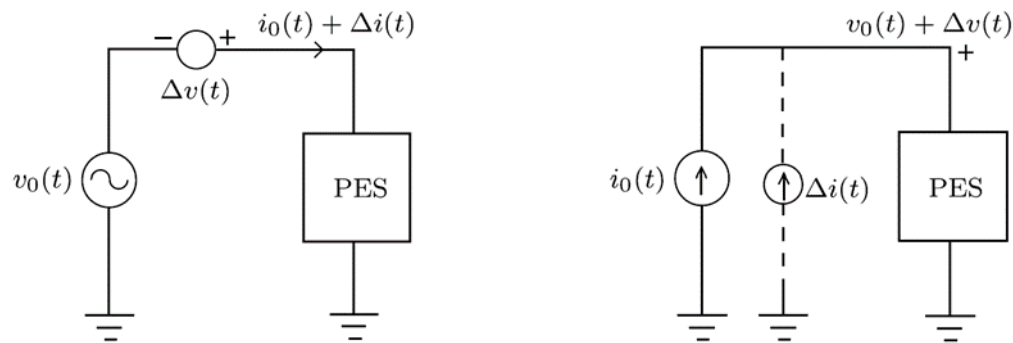 i₀(t) + Δi(t)
− +
Δv(t)
v₀(t)
PES
v₀(t) + Δv(t)
+
i₀(t)
Δi(t)
PES